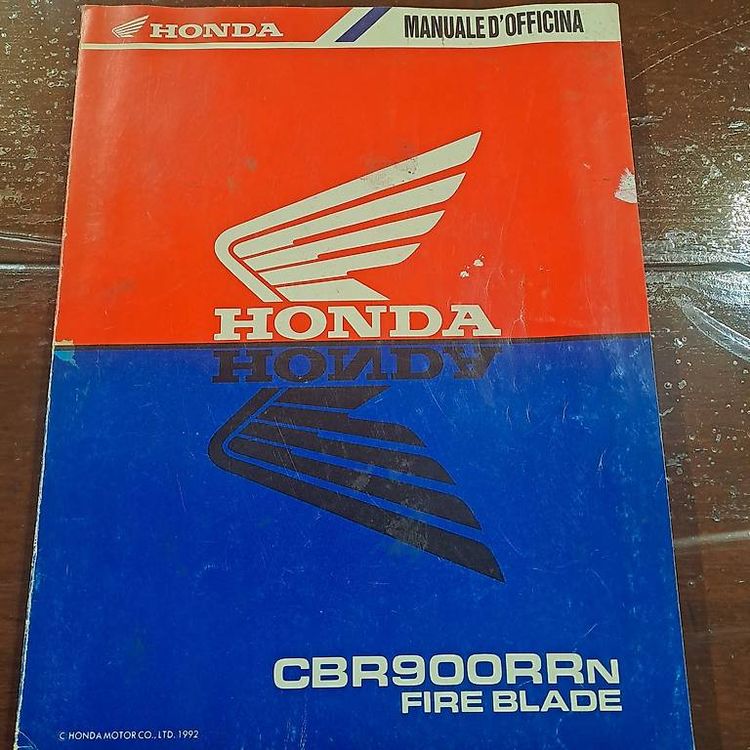 HONDA
MANUALE D'OFFICINA
HONDA
HONDA
CBR900RRN
FIRE BLADE
C HONDA MOTOR CO., LTD. 1992